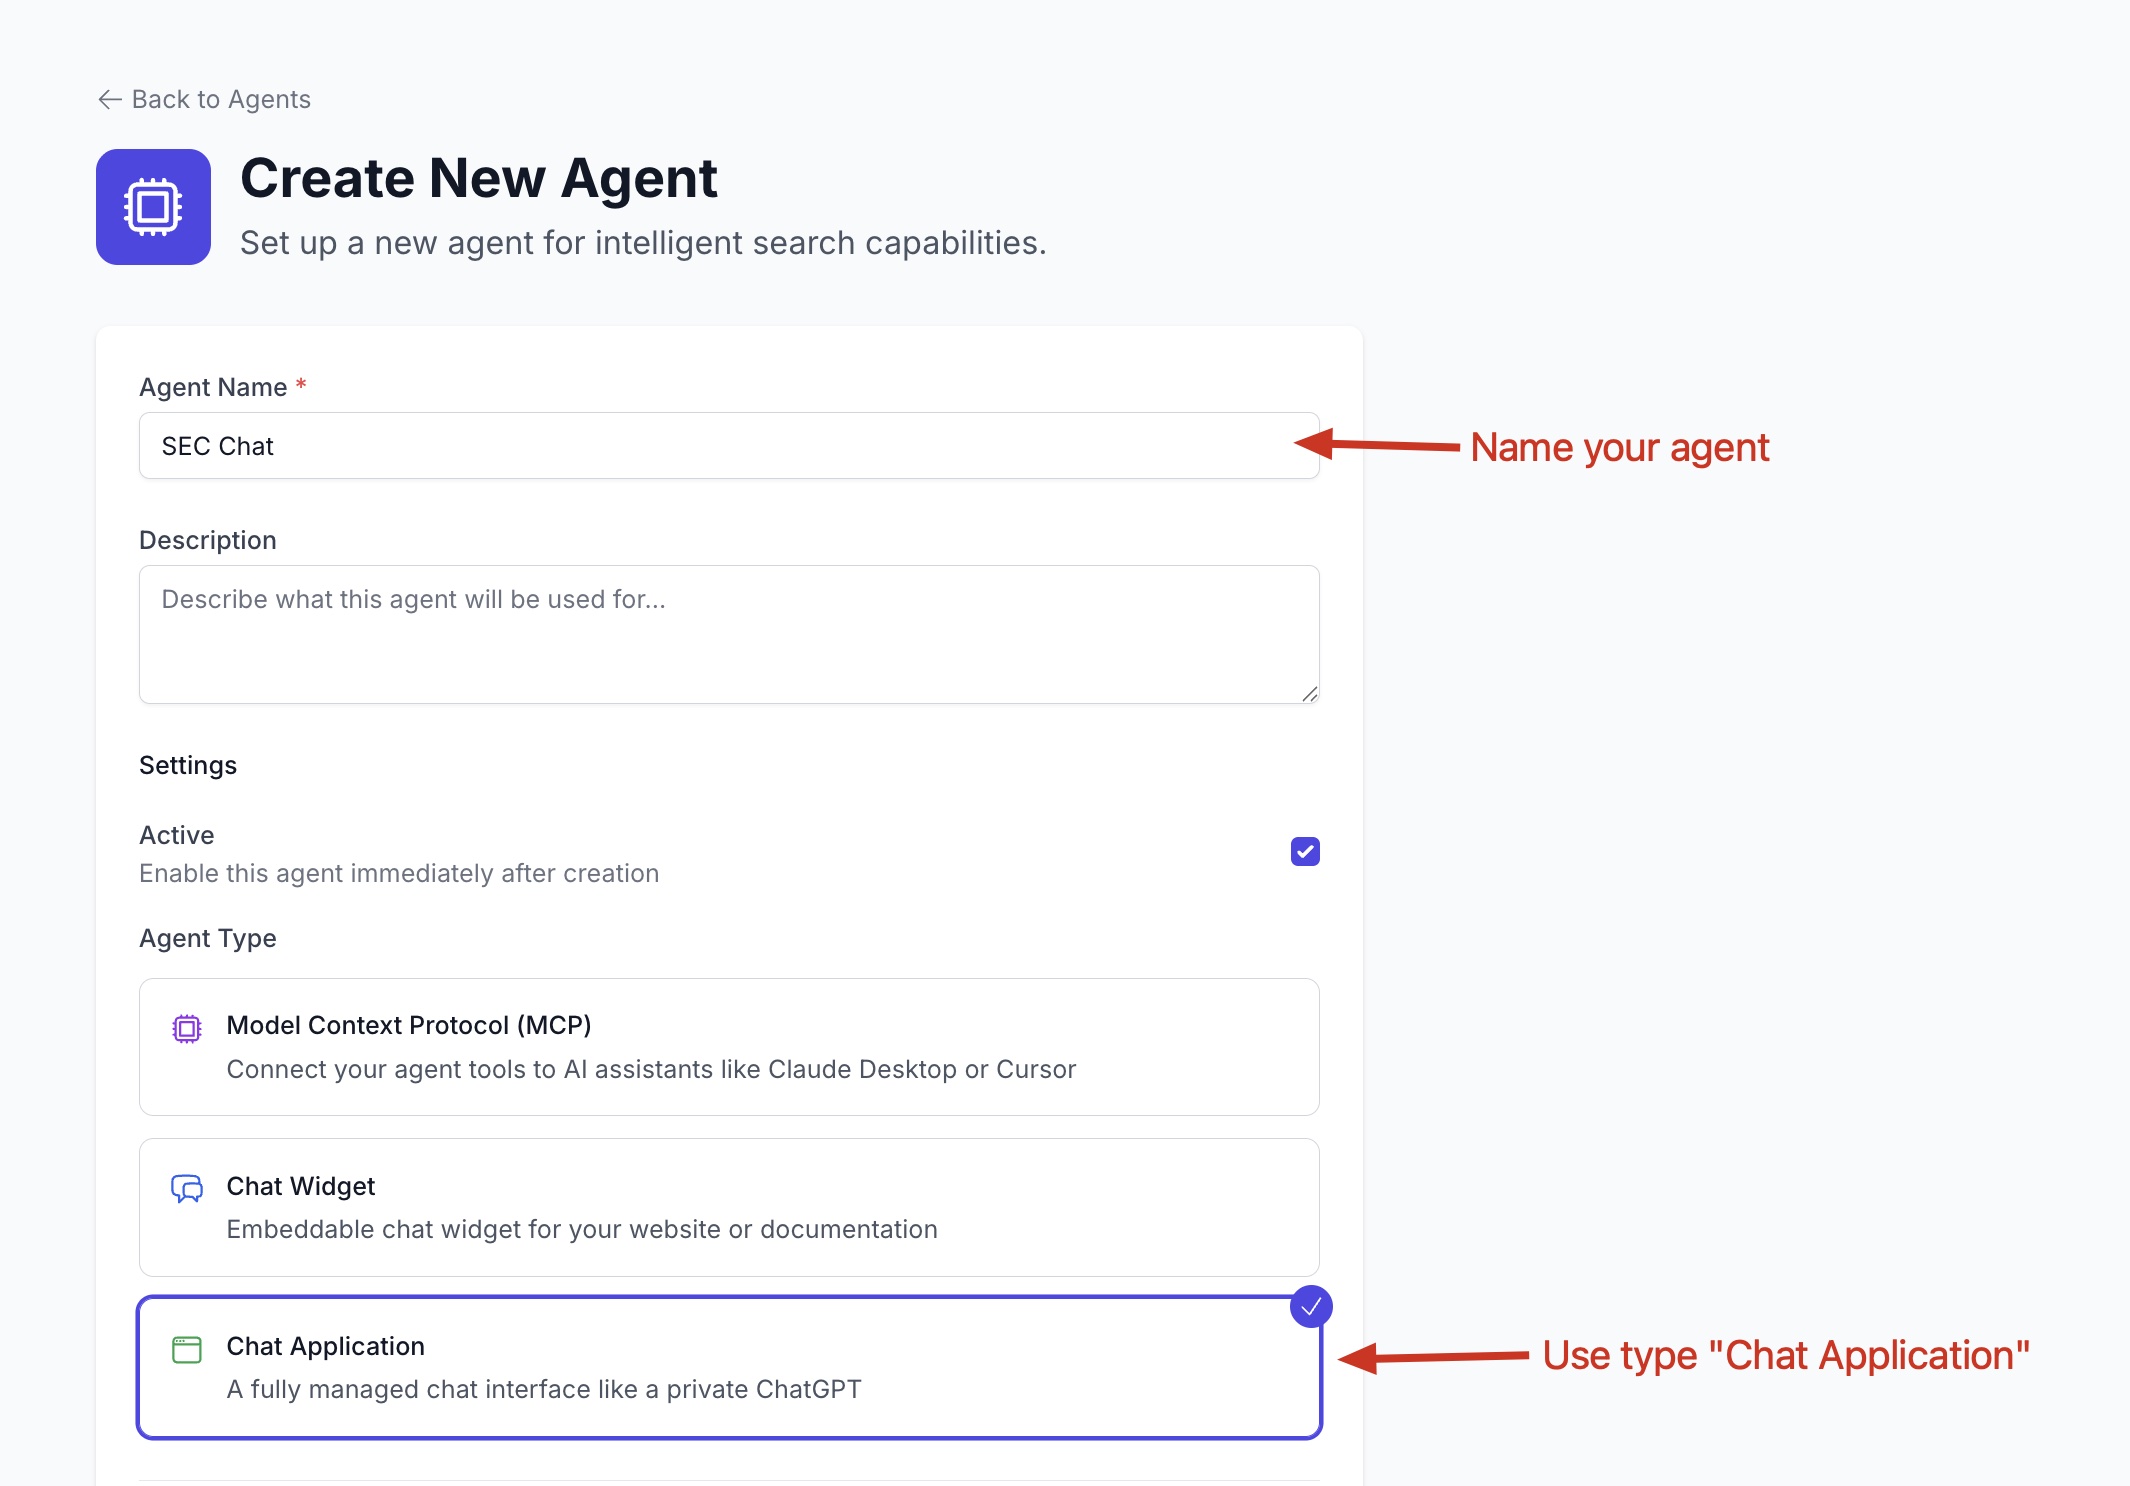 Back to Agents
Create New Agent
Set up a new agent for intelligent search capabilities.
Agent Name *
SEC Chat
Name your agent
Description
Describe what this agent will be used for...
Settings
Active
Enable this agent immediately after creation
Agent Type
Model Context Protocol (MCP)
Connect your agent tools to AI assistants like Claude Desktop or Cursor
Chat Widget
Embeddable chat widget for your website or documentation
Chat Application
A fully managed chat interface like a private ChatGPT
Use type "Chat Application"